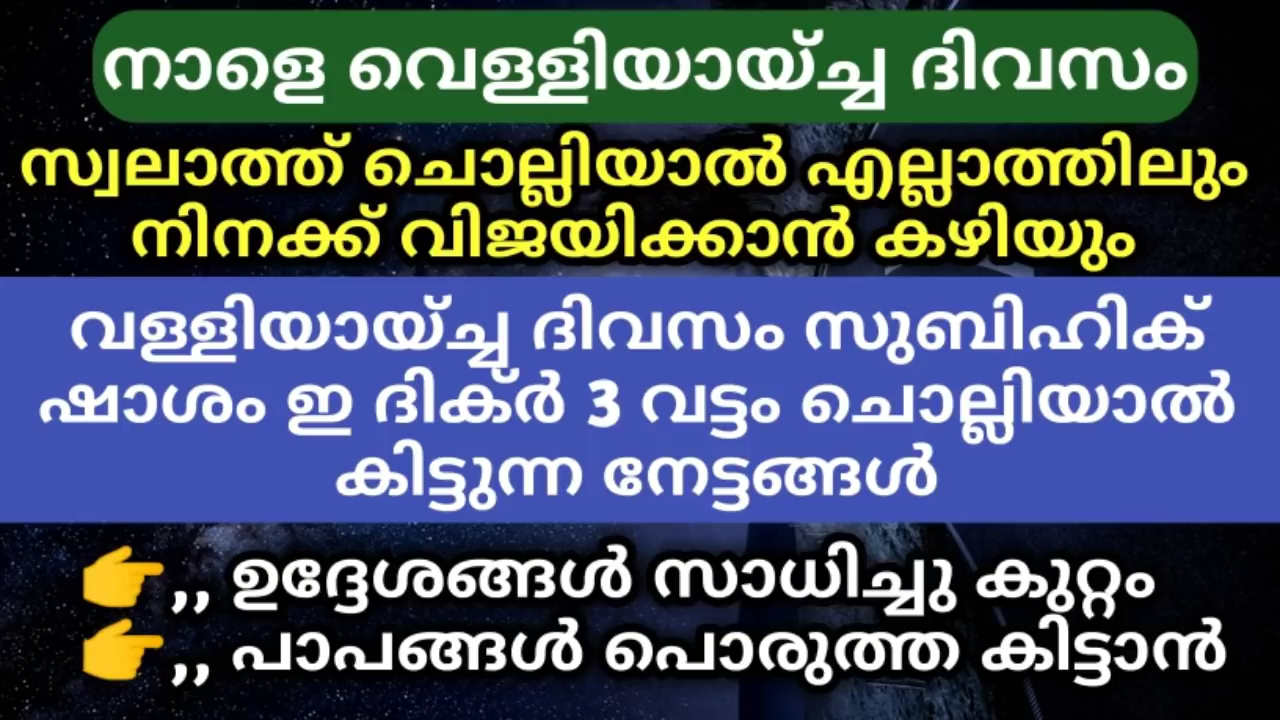 നാളെ വെള്ളിയായ്ച്ച ദിവസം
സ്വലാത്ത് ചൊല്ലിയാൽ എല്ലാത്തിലും
നിനക്ക് വിജയിക്കാൻ കഴിയും
വള്ളിയായ്ച്ച ദിവസം സുബിഹിക്
ഷാശം ഇ ദിക്ർ 3 വട്ടം ചൊല്ലിയാൽ
കിട്ടുന്ന നേട്ടങ്ങൾ
👉,, ഉദ്ദേശങ്ങൾ സാധിച്ചു കുറ്റം
👉,, പാപങ്ങൾ പൊരുത്ത കിട്ടാൻ